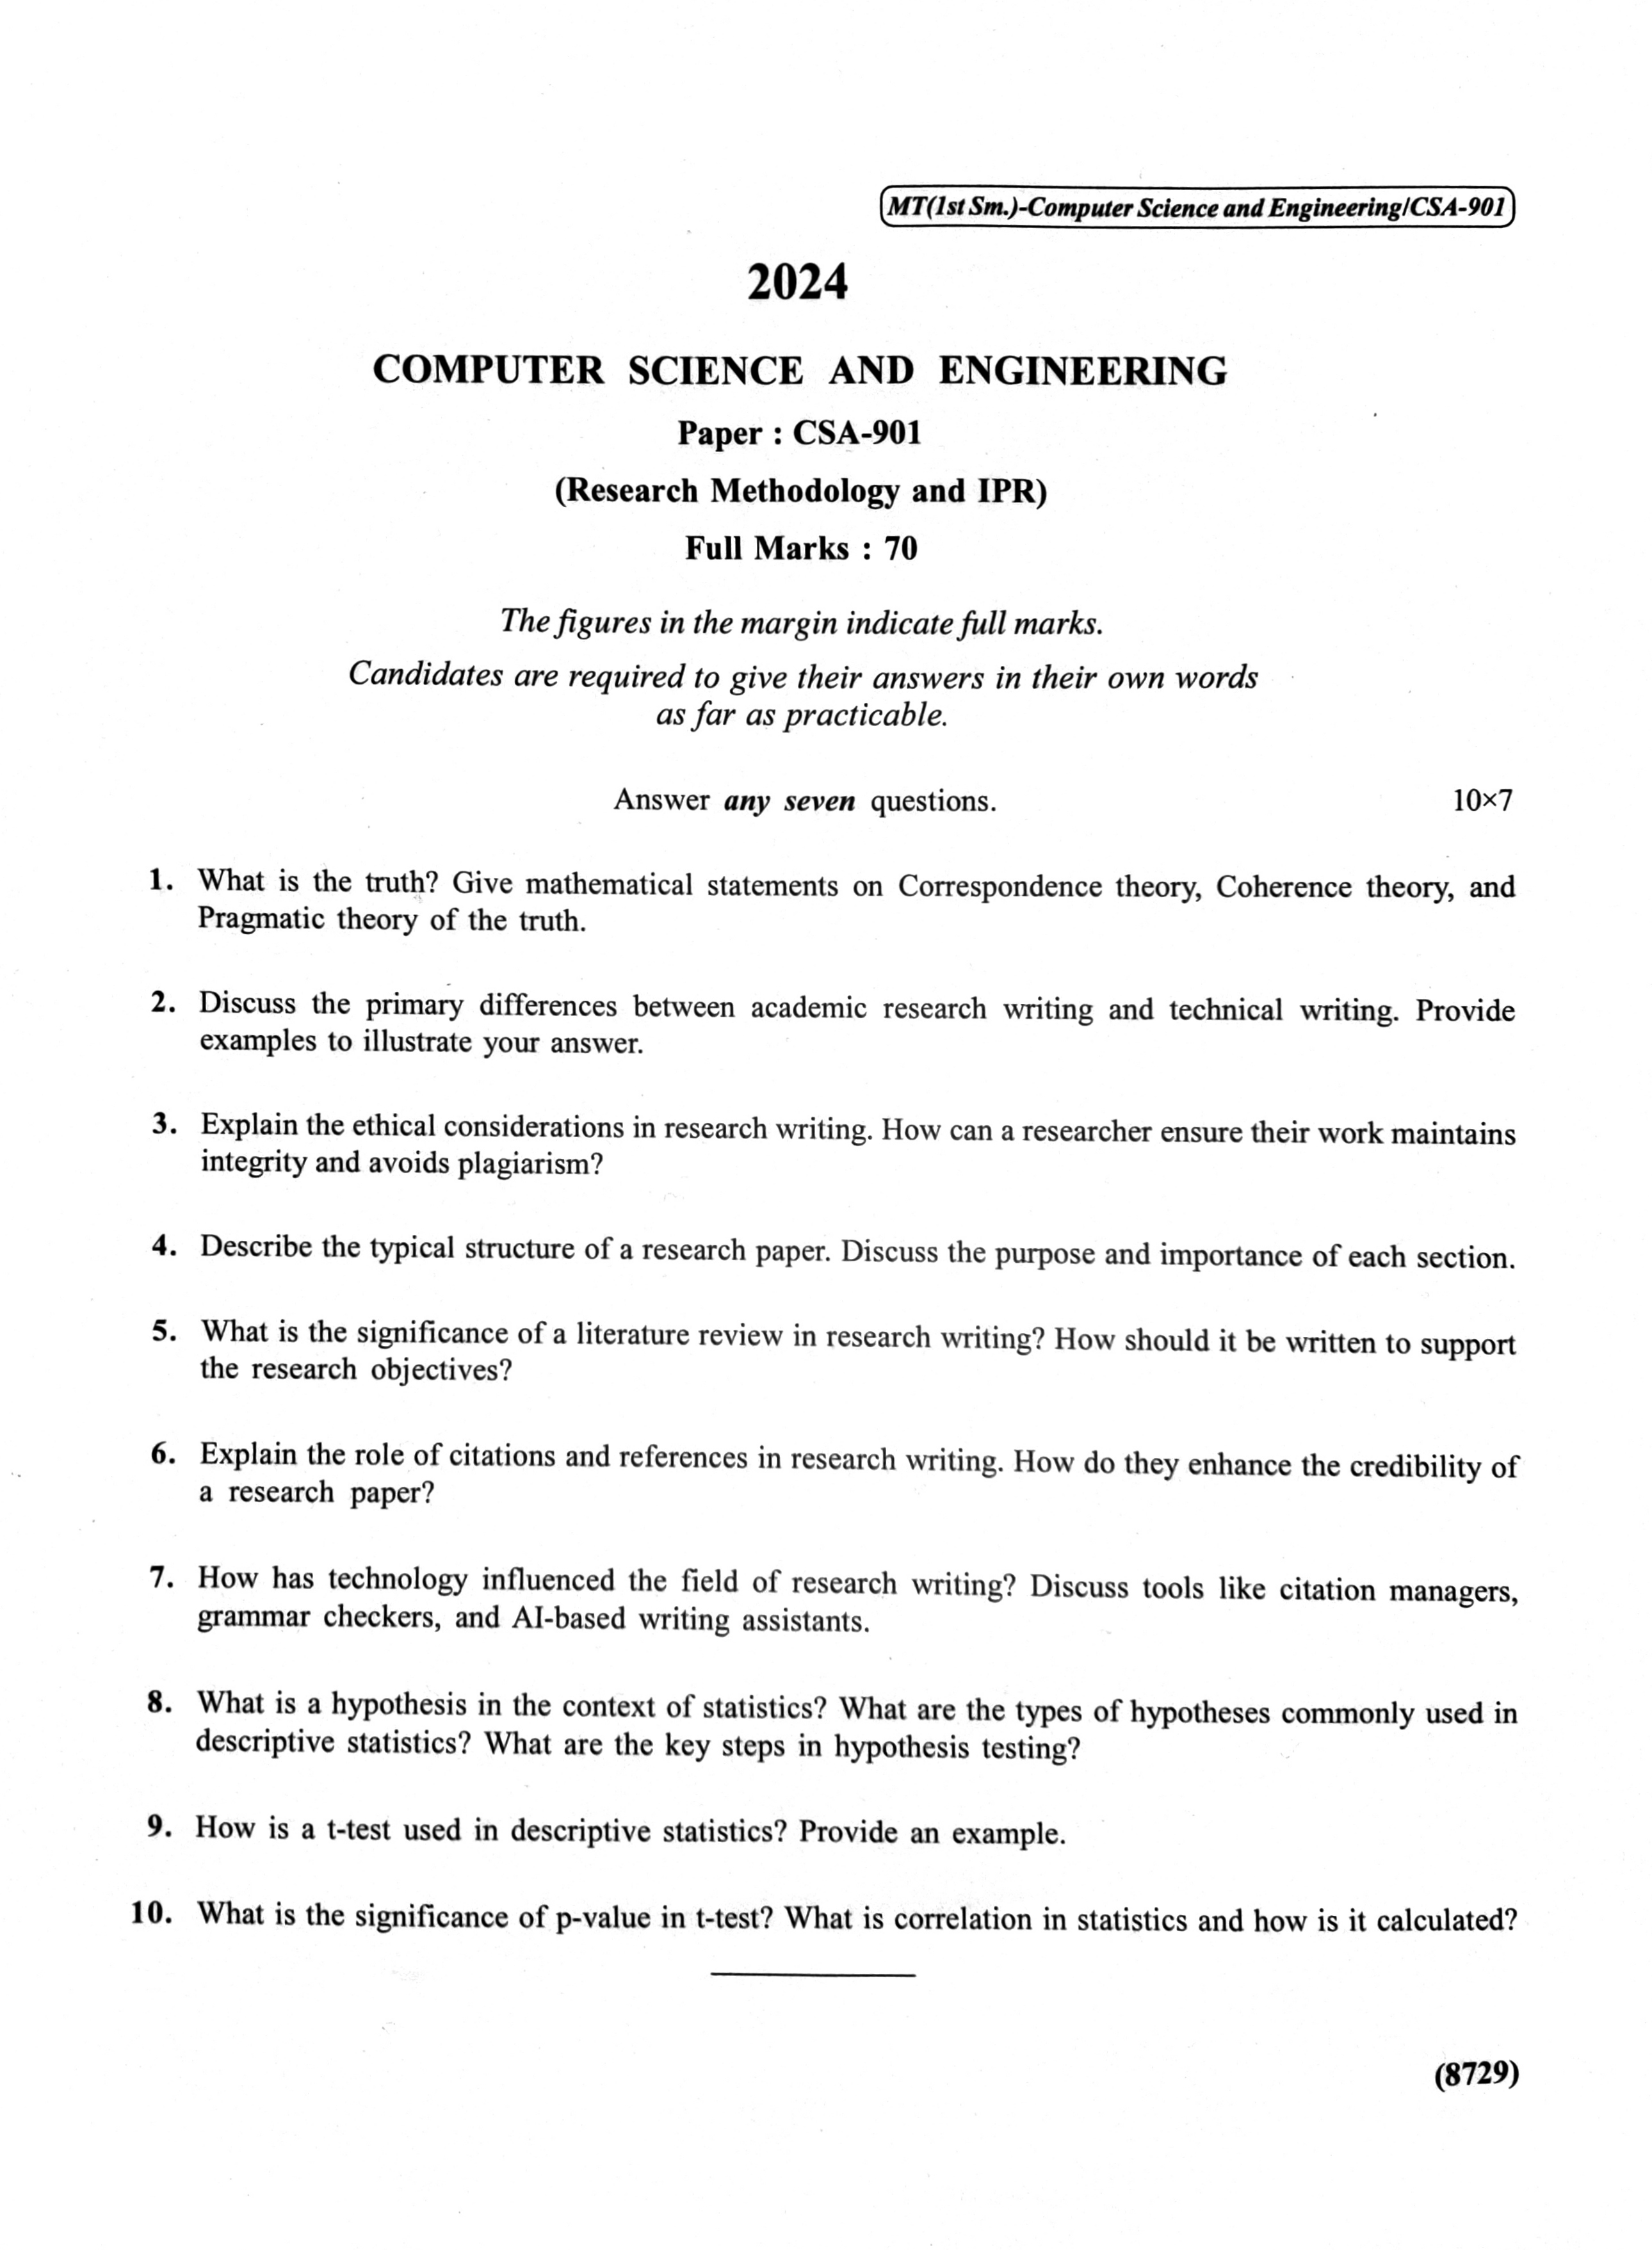 MT(1st Sm.)-Computer Science and Engineering/CSA-901
2024
COMPUTER SCIENCE AND ENGINEERING
Paper : CSA-901
(Research Methodology and IPR)
Full Marks : 70
The figures in the margin indicate full marks.
Candidates are required to give their answers in their own words
as far as practicable.
Answer any seven questions. 10×7
1. What is the truth? Give mathematical statements on Correspondence theory, Coherence theory, and
Pragmatic theory of the truth.
2. Discuss the primary differences between academic research writing and technical writing. Provide
examples to illustrate your answer.
3. Explain the ethical considerations in research writing. How can a researcher ensure their work maintains
integrity and avoids plagiarism?
4. Describe the typical structure of a research paper. Discuss the purpose and importance of each section.
5. What is the significance of a literature review in research writing? How should it be written to support
the research objectives?
6. Explain the role of citations and references in research writing. How do they enhance the credibility of
a research paper?
7. How has technology influenced the field of research writing? Discuss tools like citation managers,
grammar checkers, and AI-based writing assistants.
8. What is a hypothesis in the context of statistics? What are the types of hypotheses commonly used in
descriptive statistics? What are the key steps in hypothesis testing?
9. How is a t-test used in descriptive statistics? Provide an example.
10. What is the significance of p-value in t-test? What is correlation in statistics and how is it calculated?
(8729)